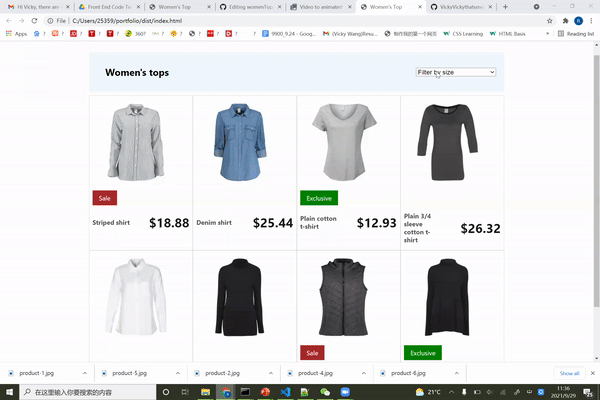 Hi Vicky, there are
Front End Code To
Women's Top
Editing womenTop
Video to animated
Women's Top
VickyVickythatsme
File
C:/Users/25359/portfolio/dist/index.html
Apps
360?
9900_9.24 - Goog...
(Vicky Wang)Resu...
制作我的第一个网页
CSS Learning
HTML Basis
Reading list
Women's tops
Filter by size
Sale
Exclusive
Striped shirt
$18.88
Denim shirt
$25.44
Plain cotton
t-shirt
$12.93
Plain 3/4
sleeve
cotton t-
shirt
$26.32
Sale
Exclusive
product-1.jpg
product-5.jpg
product-2.jpg
product-4.jpg
product-6.jpg
Show all
在这里输入你要搜索的内容
21°C
中
11:36
2021/9/29